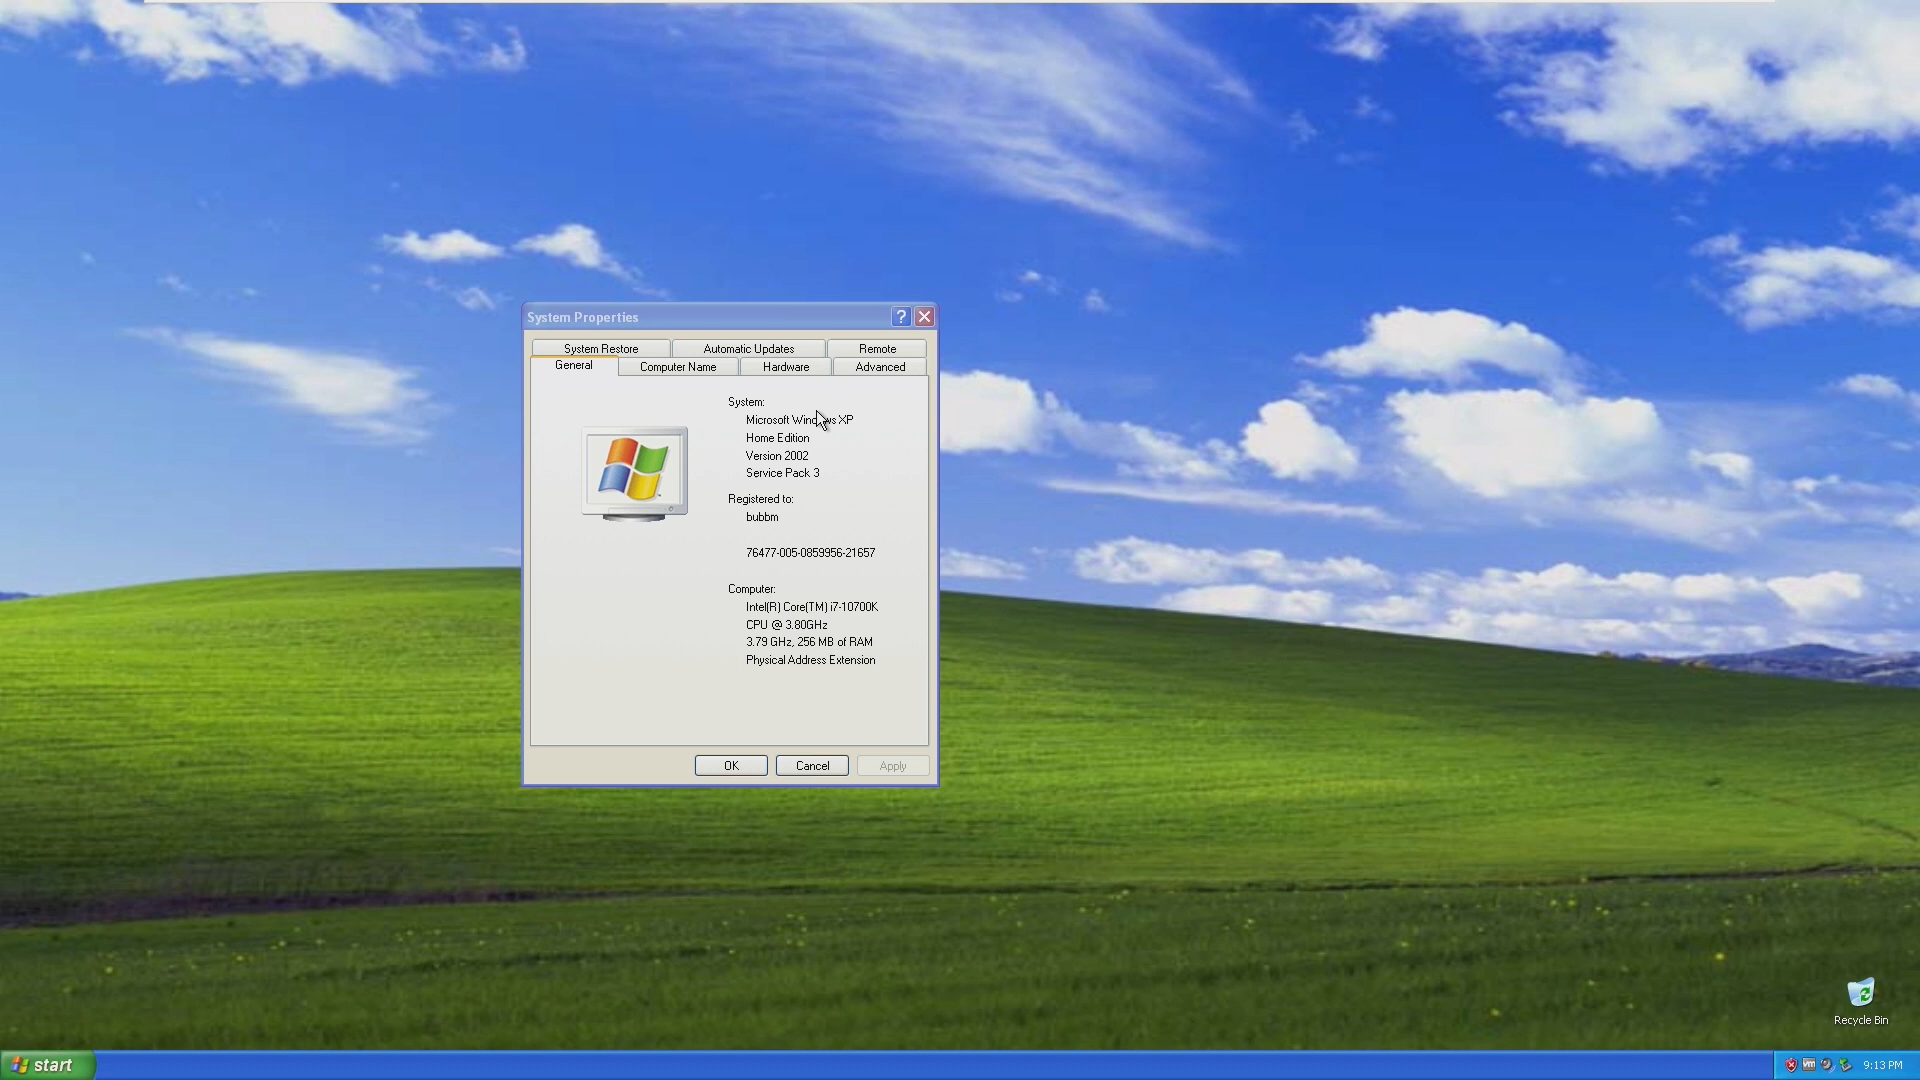 System Properties
System Restore Automatic Updates Remote
General Computer Name Hardware Advanced
System:
Microsoft Windows XP
Home Edition
Version 2002
Service Pack 3
Registered to:
bubbm
76477-005-0859956-21657
Computer:
Intel(R) Core(TM) i7-10700K
CPU @ 3.80GHz
3.79 GHz, 256 MB of RAM
Physical Address Extension
OK Cancel Apply
Recycle Bin
start vm 9:13 PM